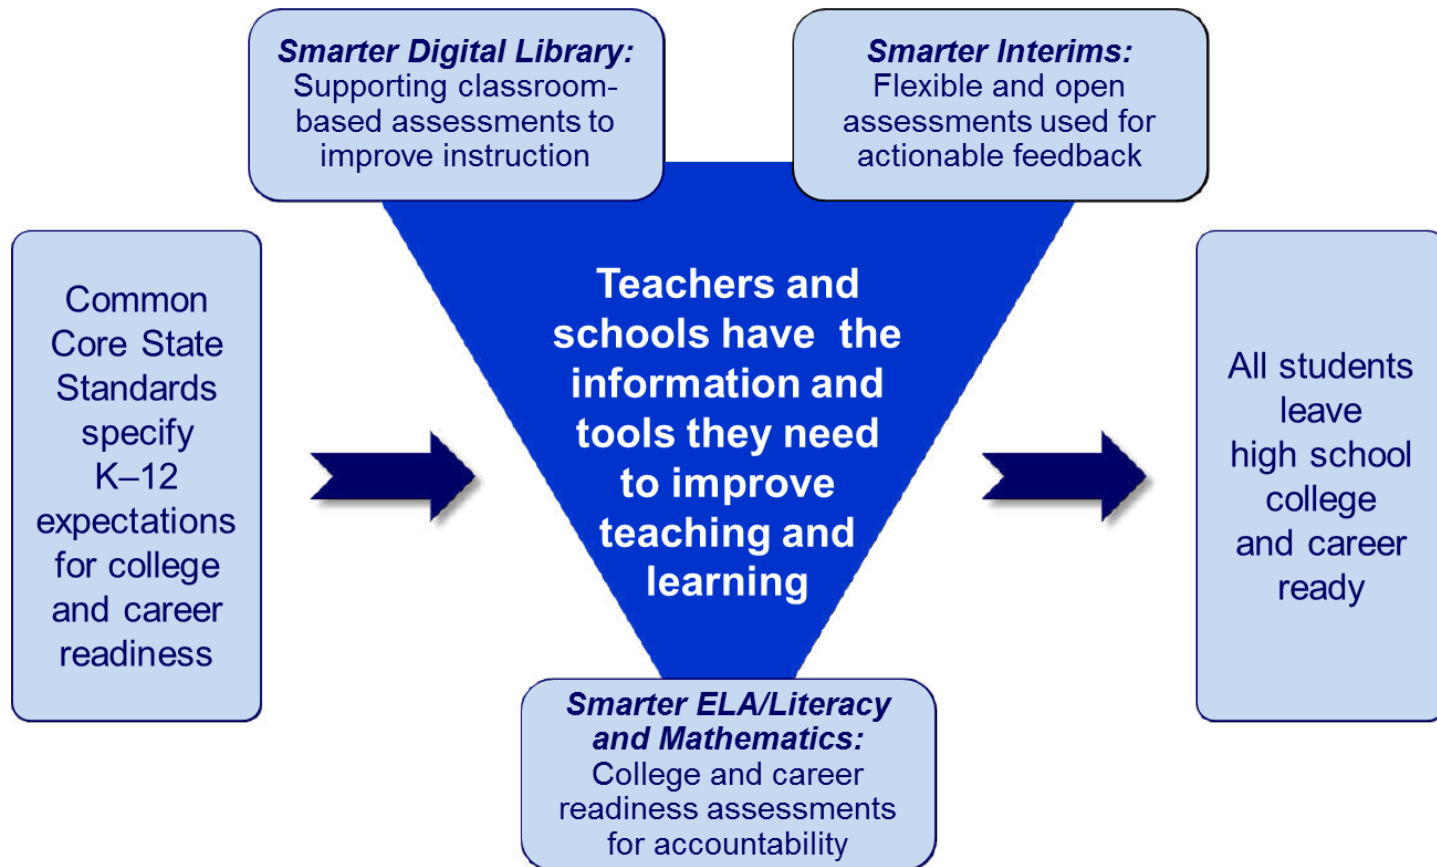 Smarter Digital Library:
Supporting classroom-
based assessments to
improve instruction
Smarter Interims:
Flexible and open
assessments used for
actionable feedback
Common
Core State
Standards
specify
K–12
expectations
for college
and career
readiness
Teachers and
schools have the
information and
tools they need
to improve
teaching and
learning
All students
leave
high school
college
and career
ready
Smarter ELA/Literacy
and Mathematics:
College and career
readiness assessments
for accountability